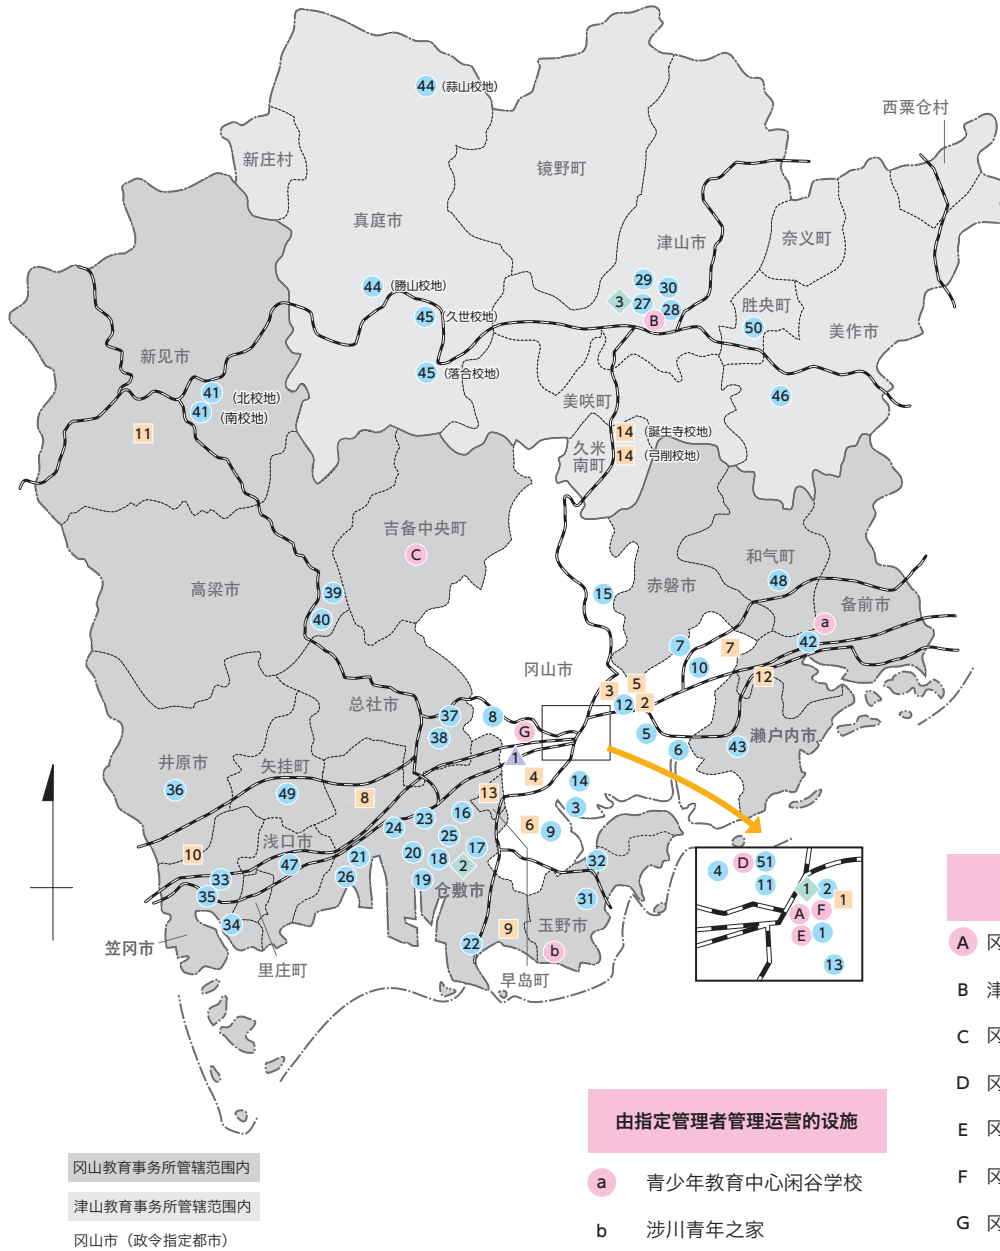 44 (蒜山校地)
西粟仓村
新庄村
镜野町
真庭市
津山市
奈义町
29
30
44 (勝山校地)
3
27
28
B
胜央町
50
45 (久世校地)
美作市
新见市
45 (落合校地)
41 (北校地)
41 (南校地)
美咲町
46
11
14 (誕生寺校地)
久米
南町
14 (弓削校地)
吉备中央町
C
和气町
48
高梁市
39
40
15
赤磐市
备前市
a
42
7
7
10
冈山市
12
5
3
2
12
总社市
37
8
38
G
5
6
43
濑户内市
1
4
14
井原市
36
矢挂町
49
8
13
3
16
23
24
25
6
9
浅口市
10
47
21
20
18
17
2
32
33
26
19
仓敷市
35
31
34
9
玉野市
22
b
笠冈市
里庄町
早岛町
4
D
51
11
1
2
1
A
F
E
1
13
A 冈
B 津
C 冈
D 冈
E 冈
F 冈
G 冈
由指定管理者管理运营的设施
a 青少年教育中心闲谷学校
b 涉川青年之家
冈山教育事务所管辖范围内
津山教育事务所管辖范围内
冈山市（政令指定都市）